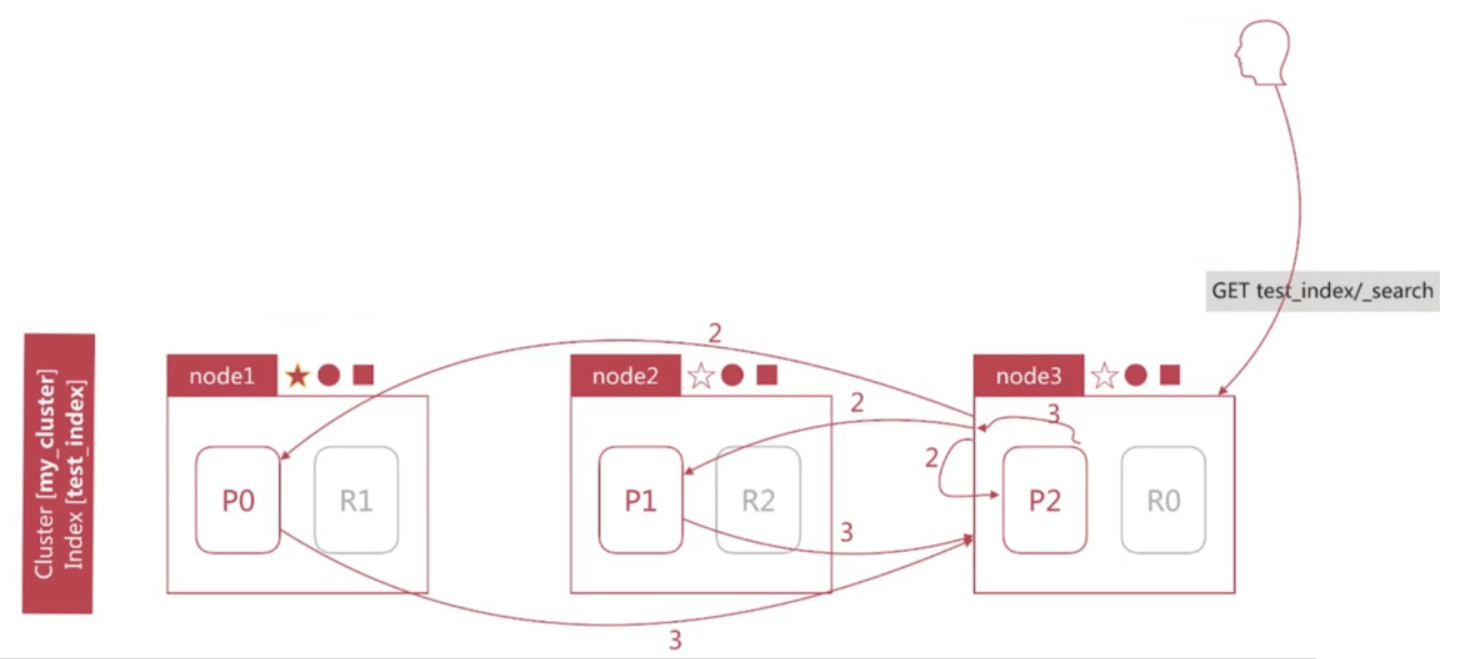 GET test_index/_search
Cluster [my_cluster]
Index [test_index]
2
node1
node2
node3
2
3
2
P0
R1
P1
R2
P2
R0
3
3